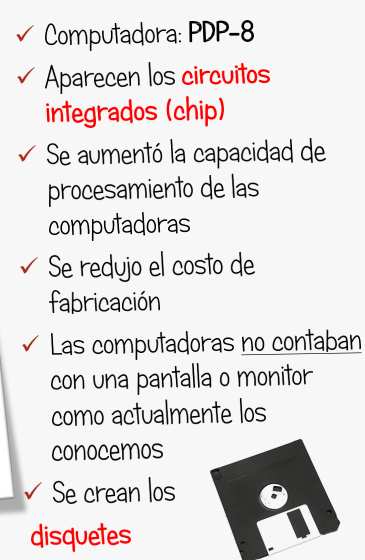 Computadora: PDP-8
Aparecen los circuitos
integrados (chip)
Se aumentó la capacidad de
procesamiento de las
computadoras
Se redujo el costo de
fabricación
Las computadoras no contaban
con una pantalla o monitor
como actualmente los
conocemos
Se crean los
disquetes